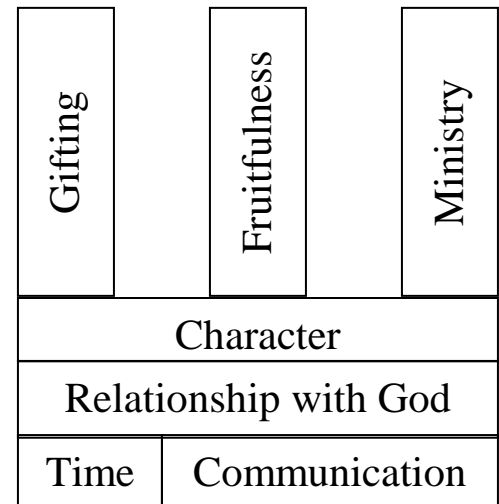 Gifting
Fruitfulness
Ministry
Character
Relationship with God
Time
Communication